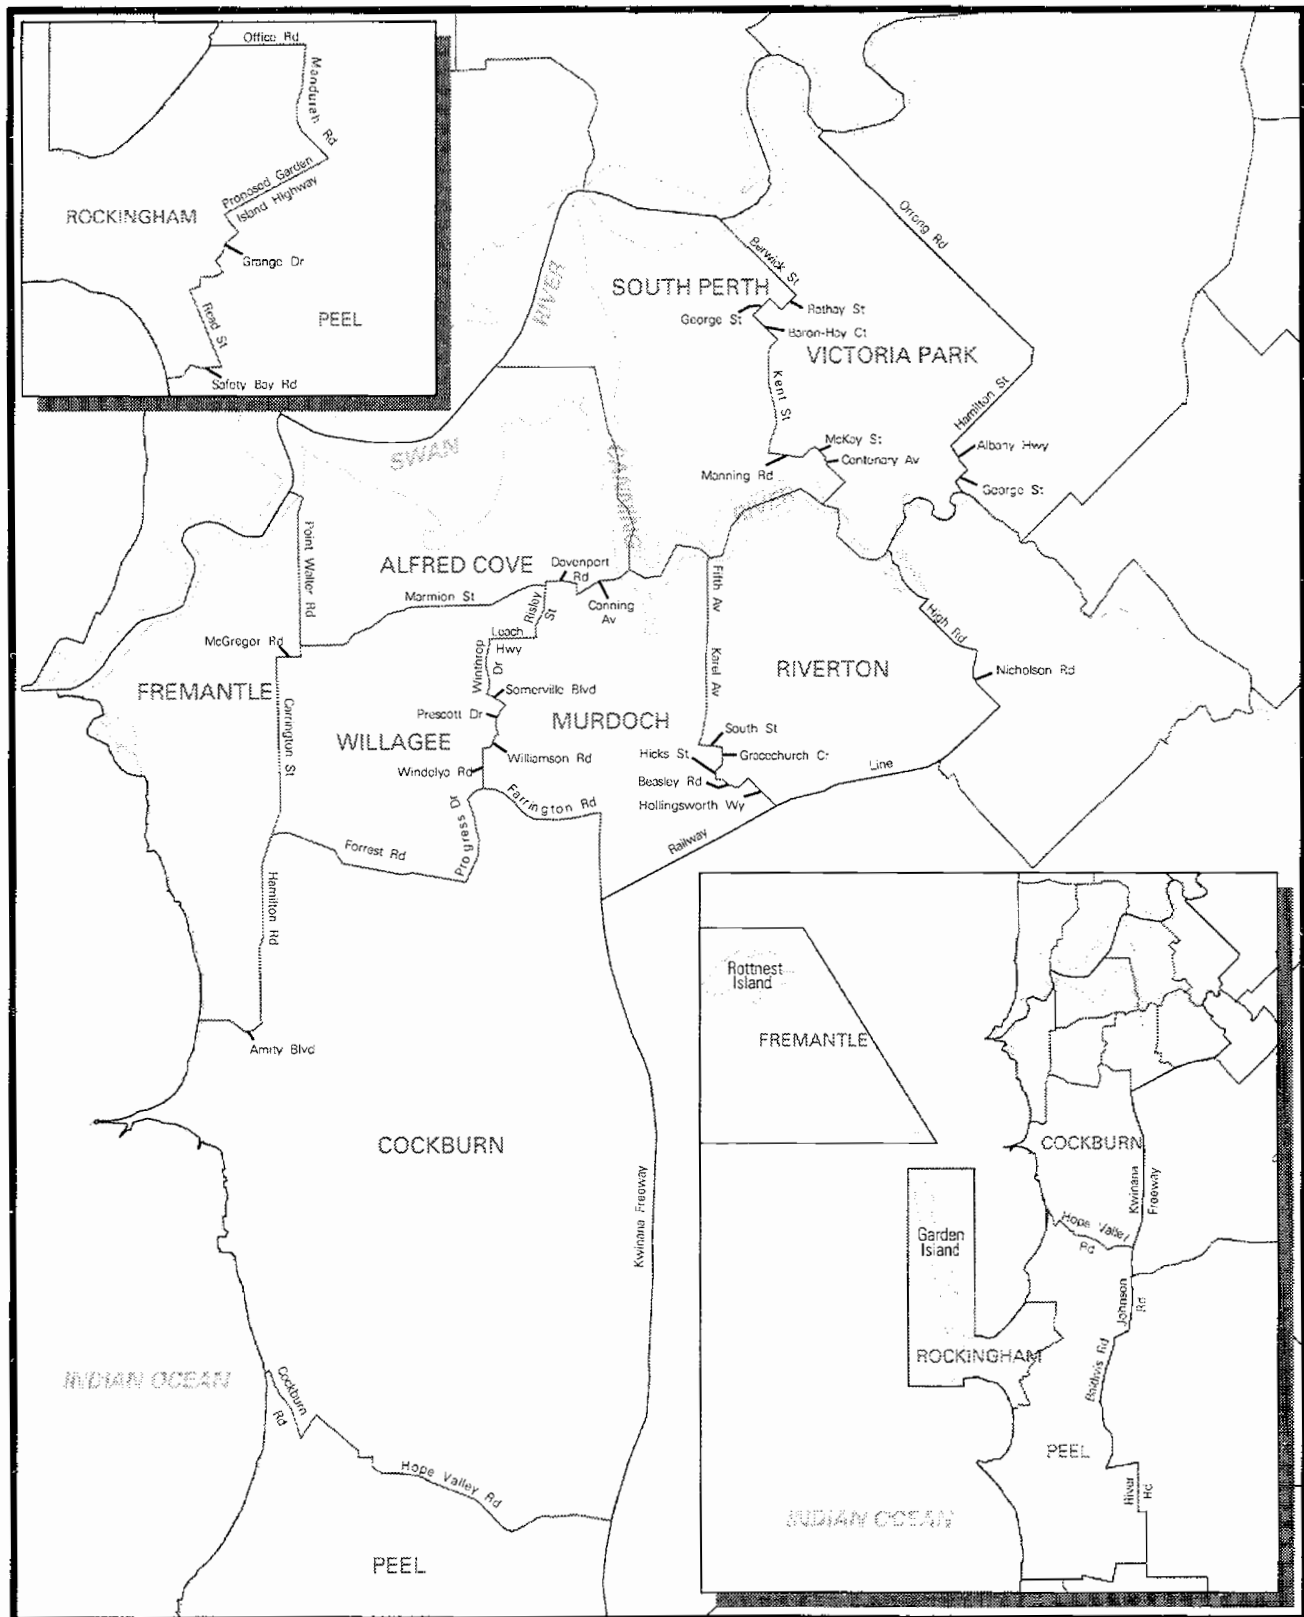 Office Rd
Mandurah Rd
Proposed Garden
Island Highway
ROCKINGHAM
Grange Dr
Read St
PEEL
Safety Bay Rd
Orrong Rd
Berwick St
SOUTH PERTH
RIVER
George St
Rathay St
Baron-Hay Ct
VICTORIA PARK
Kent St
Hamilton St
McKay St
Albany Hwy
Centenary Av
Manning Rd
George St
SWAN
CANNING
RIVER
Point Walter Rd
ALFRED COVE
Davenport
Rd
Marmion St
Risley
St
Canning
Av
Fifth Av
High Rd
McGregor Rd
Leach
Hwy
Winthrop
Dr
Karel Av
RIVERTON
Nicholson Rd
FREMANTLE
Somerville Blvd
Prescott Dr
MURDOCH
Carrington St
WILLAGEE
South St
Williamson Rd
Hicks St
Gracechurch Cr
Windelya Rd
Line
Beasley Rd
Farrington Rd
Hollingsworth Wy
Progress Dr
Railway
Forrest Rd
Hamilton Rd
Amity Blvd
COCKBURN
Kwinana Freeway
INDIAN OCEAN
Cockburn
Rd
Hope Valley Rd
PEEL
Rottnest
Island
FREMANTLE
COCKBURN
Kwinana
Freeway
Hope Valley
Rd
Garden
Island
Johnson
Rd
ROCKINGHAM
Baldivis Rd
PEEL
River
Rd
INDIAN OCEAN